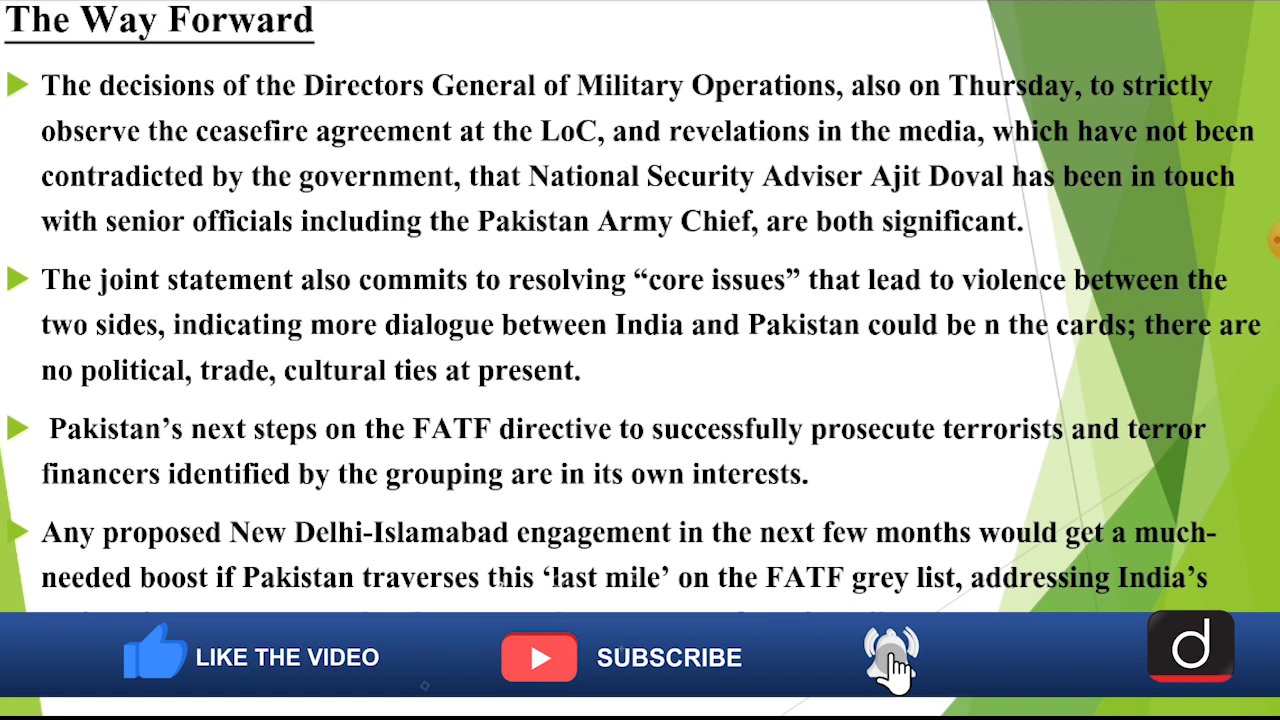 The Way Forward
The decisions of the Directors General of Military Operations, also on Thursday, to strictly
observe the ceasefire agreement at the LoC, and revelations in the media, which have not been
contradicted by the government, that National Security Adviser Ajit Doval has been in touch
with senior officials including the Pakistan Army Chief, are both significant.
The joint statement also commits to resolving “core issues” that lead to violence between the
two sides, indicating more dialogue between India and Pakistan could be n the cards; there are
no political, trade, cultural ties at present.
Pakistan’s next steps on the FATF directive to successfully prosecute terrorists and terror
financers identified by the grouping are in its own interests.
Any proposed New Delhi-Islamabad engagement in the next few months would get a much-
needed boost if Pakistan traverses this ‘last mile’ on the FATF grey list, addressing India’s
LIKE THE VIDEO SUBSCRIBE d